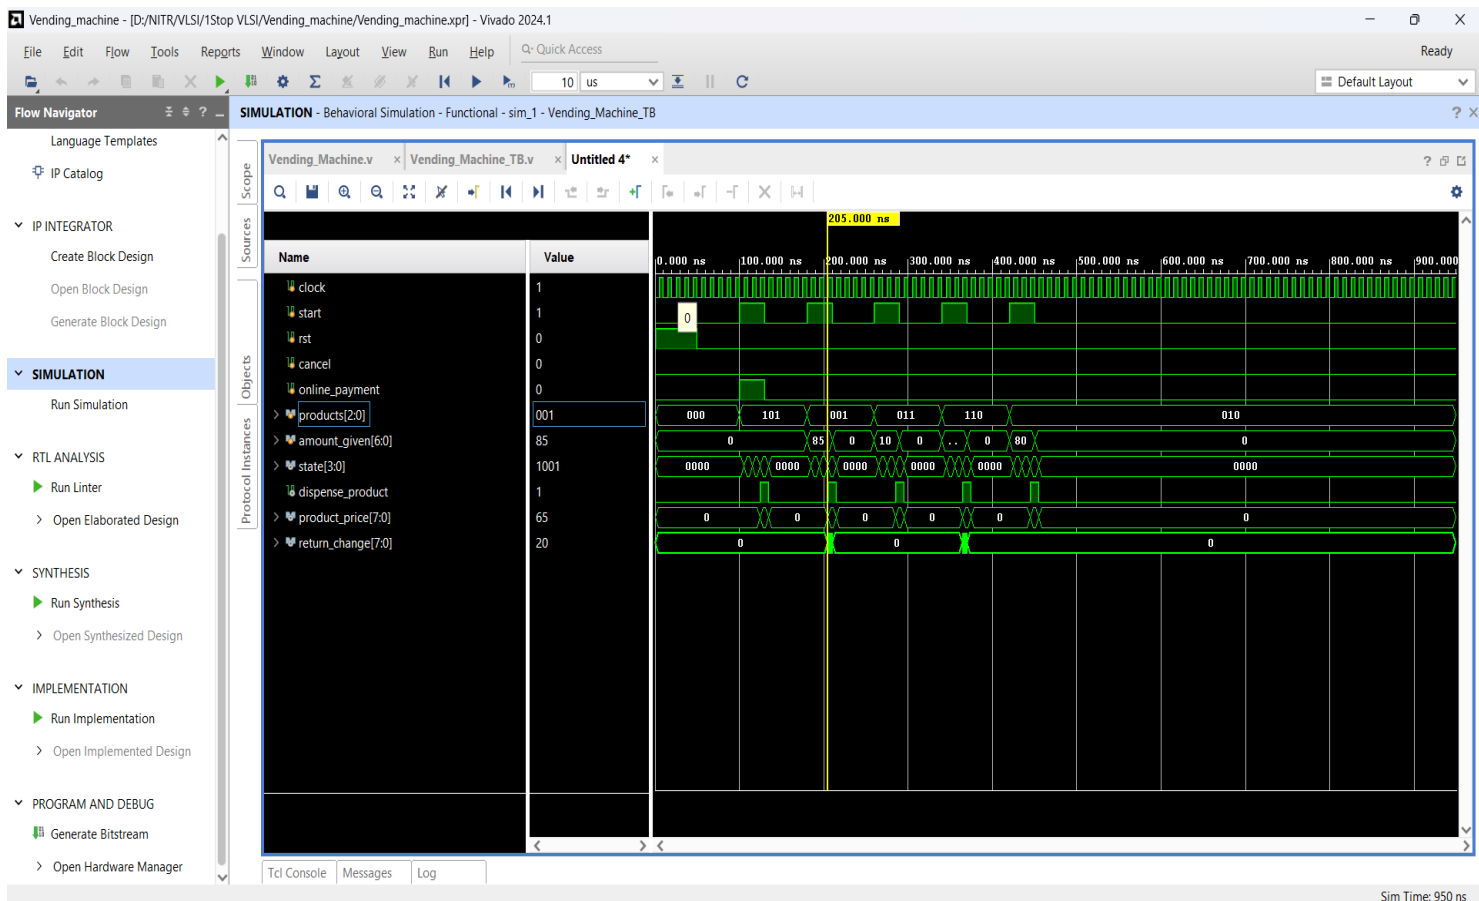 Vending_machine - [D:/NITR/VLSI/1Stop VLSI/Vending_machine/Vending_machine.xpr] - Vivado 2024.1
File Edit Flow Tools Reports Window Layout View Run Help Quick Access Ready
10 us Default Layout
Flow Navigator ? SIMULATION - Behavioral Simulation - Functional - sim_1 - Vending_Machine_TB ?
Language Templates
IP Catalog
IP INTEGRATOR
Create Block Design
Open Block Design
Generate Block Design
SIMULATION
Run Simulation
RTL ANALYSIS
Run Linter
Open Elaborated Design
SYNTHESIS
Run Synthesis
Open Synthesized Design
IMPLEMENTATION
Run Implementation
Open Implemented Design
PROGRAM AND DEBUG
Generate Bitstream
Open Hardware Manager
Scope
Sources
Objects
Protocol Instances
Vending_Machine.v Vending_Machine_TB.v Untitled 4* ?
205.000 ns
Name Value 0.000 ns 100.000 ns 200.000 ns 300.000 ns 400.000 ns 500.000 ns 600.000 ns 700.000 ns 800.000 ns 900.000
clock 1
start 1 0
rst 0
cancel 0
online_payment 0
products[2:0] 001 000 101 001 011 110 010
amount_given[6:0] 85 0 85 0 10 0 .. 0 80 0
state[3:0] 1001 0000 0000 0000 0000 0000 0000
dispense_product 1
product_price[7:0] 65 0 0 0 0 0 0
return_change[7:0] 20 0 0 0
Tcl Console Messages Log
Sim Time: 950 ns